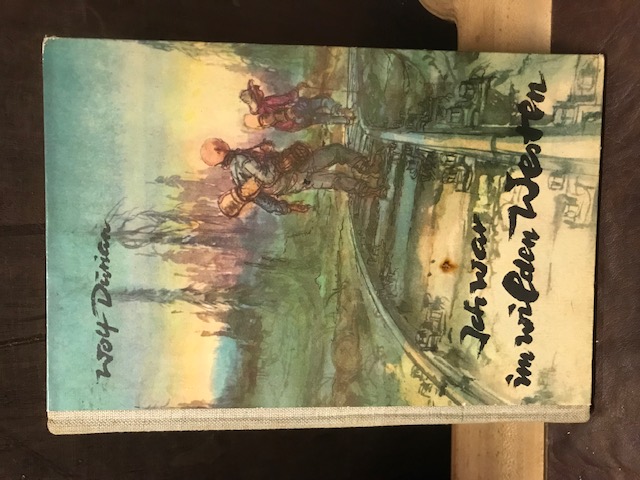 Wolf Durian
Ich war
im wilden Westen